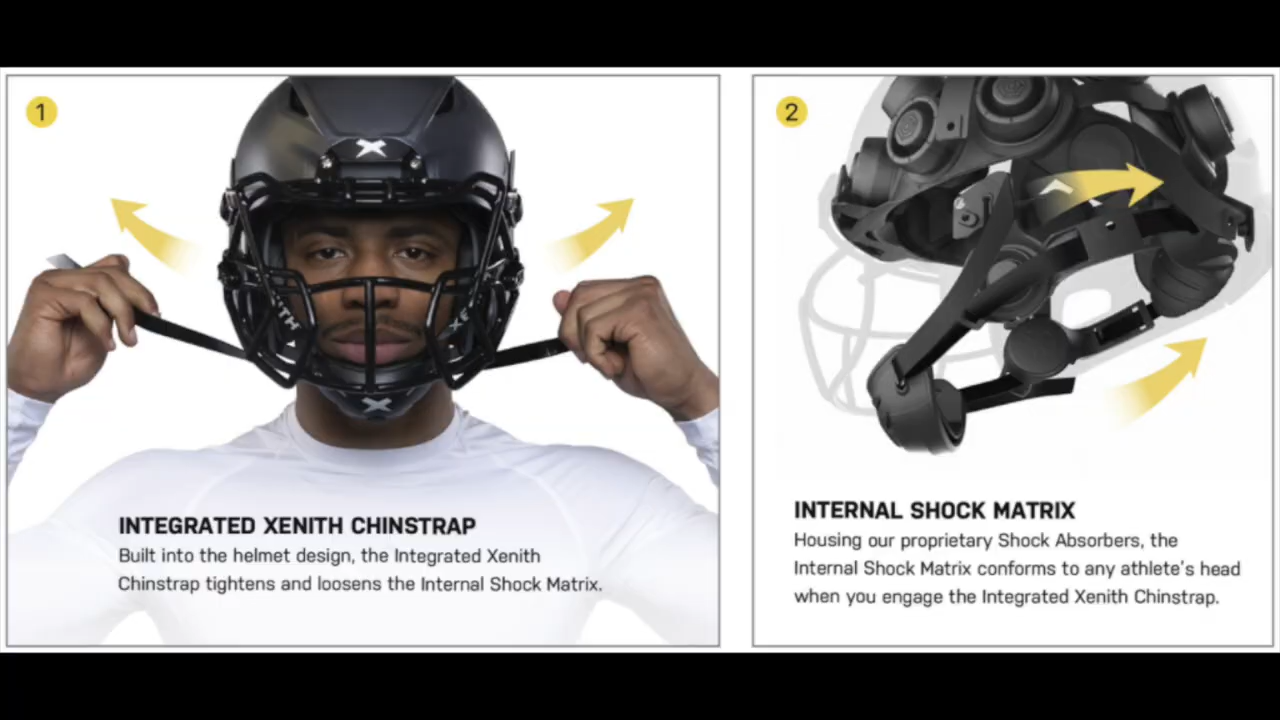 1
INTEGRATED XENITH CHINSTRAP
Built into the helmet design, the Integrated Xenith
Chinstrap tightens and loosens the Internal Shock Matrix.
2
INTERNAL SHOCK MATRIX
Housing our proprietary Shock Absorbers, the
Internal Shock Matrix conforms to any athlete's head
when you engage the Integrated Xenith Chinstrap.